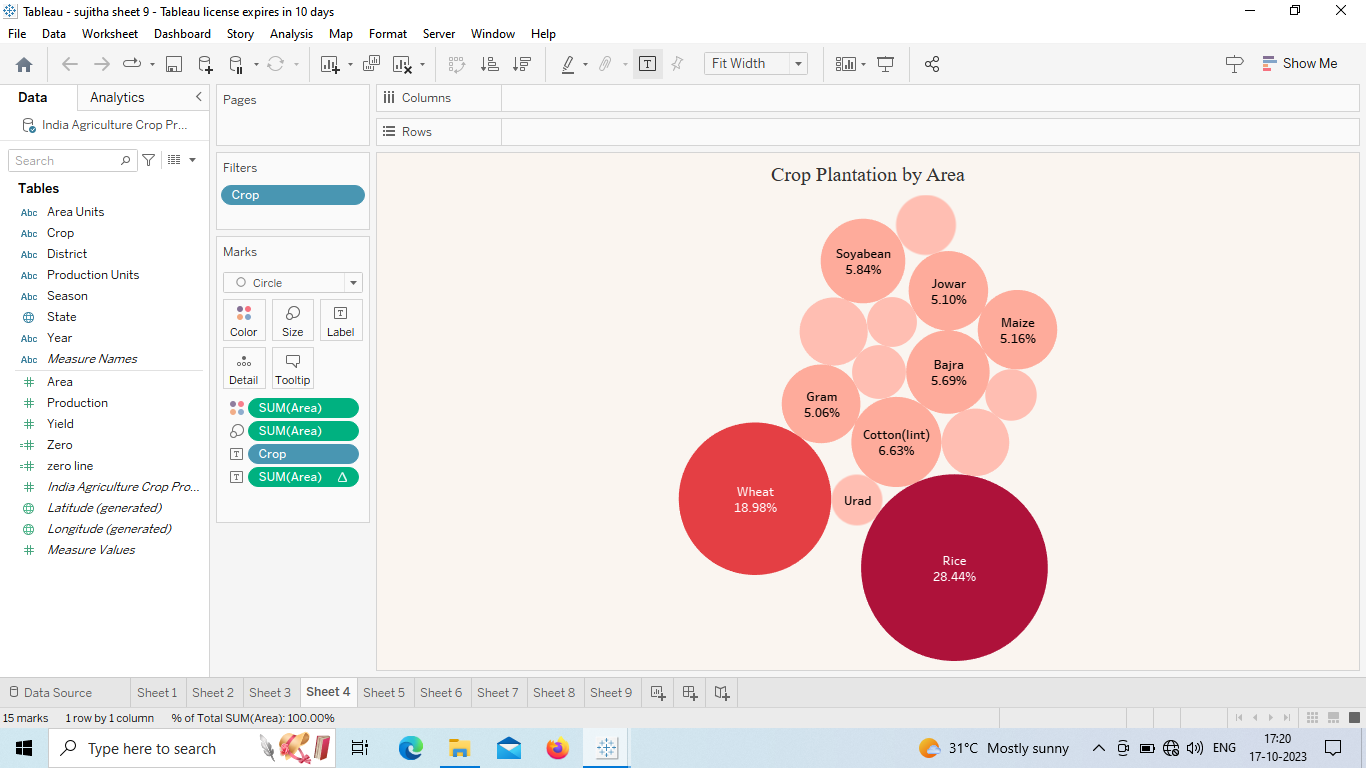 Tableau - sujitha sheet 9 - Tableau license expires in 10 days
File Data Worksheet Dashboard Story Analysis Map Format Server Window Help
Fit Width
Show Me
Data Analytics
India Agriculture Crop Pr...
Search
Tables
Abc Area Units
Abc Crop
Abc District
Abc Production Units
Abc Season
State
Abc Year
Abc Measure Names
Area
Production
Yield
Zero
zero line
India Agriculture Crop Pro...
Latitude (generated)
Longitude (generated)
Measure Values
Pages
Filters
Crop
Marks
Circle
Color Size Label
Detail Tooltip
SUM(Area)
SUM(Area)
Crop
SUM(Area)
Columns
Rows
Crop Plantation by Area
Soyabean
5.84%
Jowar
5.10%
Maize
5.16%
Bajra
5.69%
Gram
5.06%
Cotton(lint)
6.63%
Wheat
18.98%
Urad
Rice
28.44%
Data Source Sheet 1 Sheet 2 Sheet 3 Sheet 4 Sheet 5 Sheet 6 Sheet 7 Sheet 8 Sheet 9
15 marks 1 row by 1 column % of Total SUM(Area): 100.00%
Type here to search
31°C Mostly sunny
ENG
17:20
17-10-2023